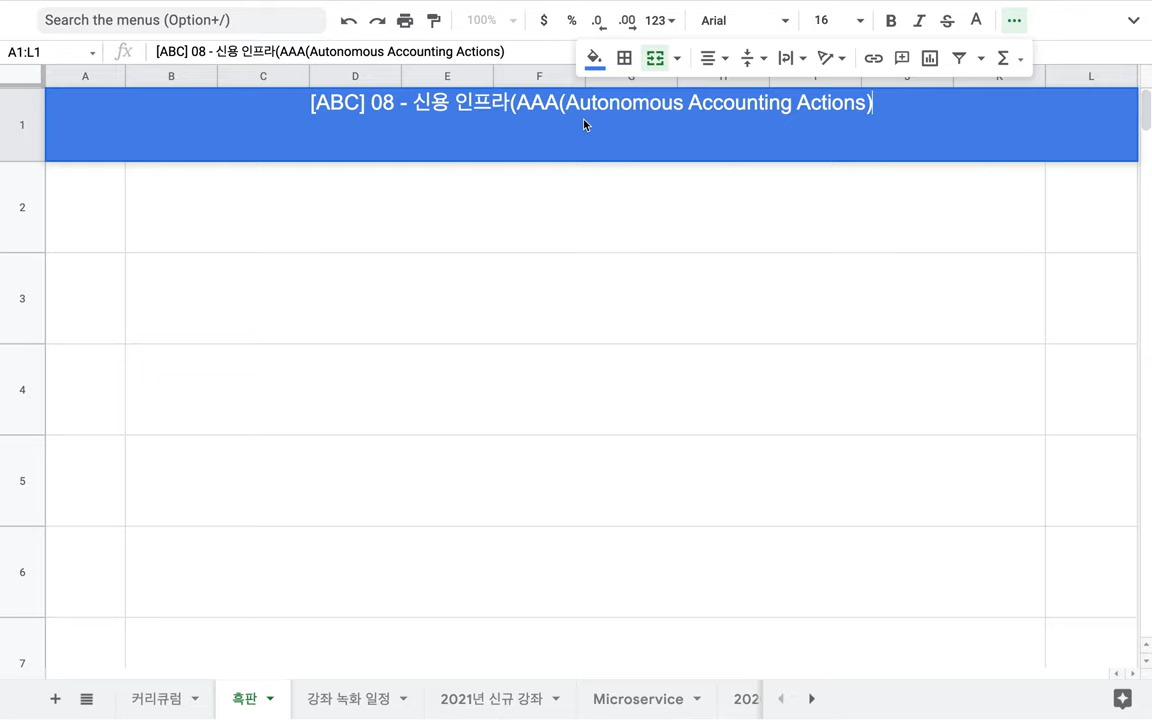 Search the menus (Option+/)
100%
$ % .0 .00 123
Arial
16
B I S A
A1:L1
fx
[ABC] 08 - 신용 인프라(AAA(Autonomous Accounting Actions)
A B C D E F G H I J K L
1
[ABC] 08 - 신용 인프라(AAA(Autonomous Accounting Actions)
2
3
4
5
6
7
커리큐럼
흑판
강좌 녹화 일정
2021년 신규 강좌
Microservice
202